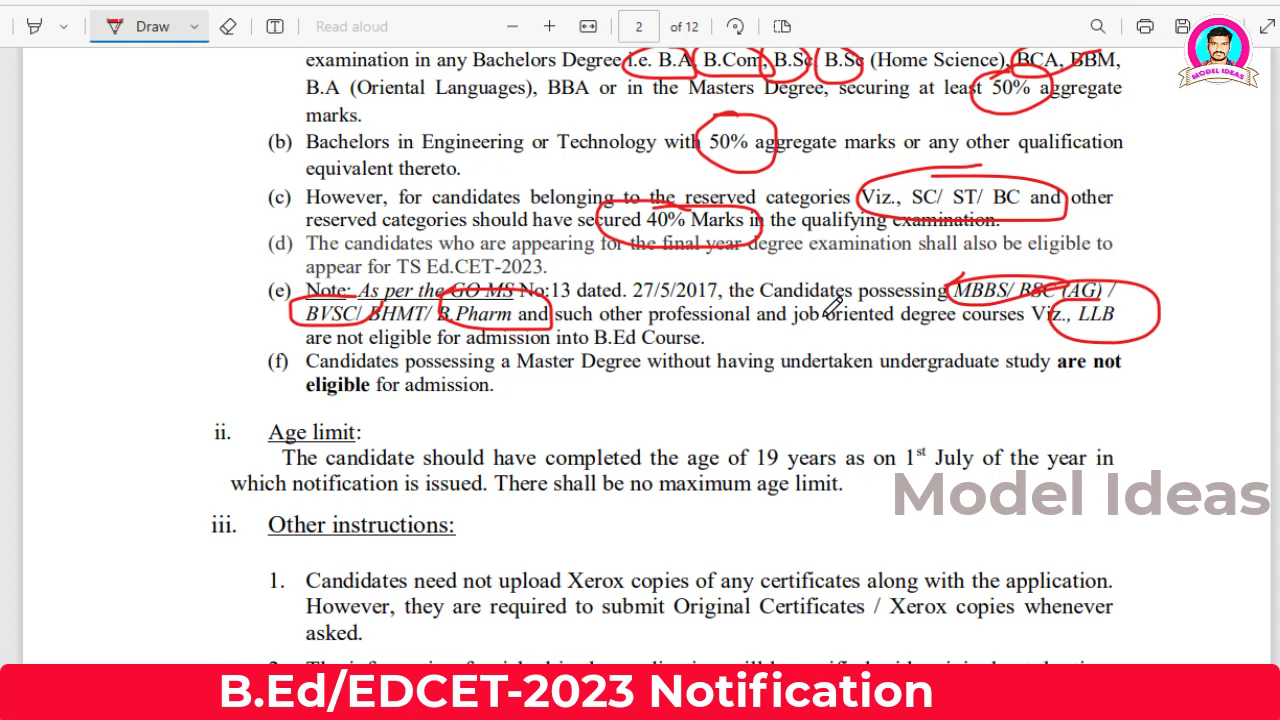 Draw
Read aloud
2
of 12
MODEL IDEAS
examination in any Bachelors Degree i.e. B.A, B.Com, B.Sc, B.Sc (Home Science), BCA, BBM,
B.A (Oriental Languages), BBA or in the Masters Degree, securing at least 50% aggregate
marks.
(b) Bachelors in Engineering or Technology with 50% aggregate marks or any other qualification
equivalent thereto.
(c) However, for candidates belonging to the reserved categories Viz., SC/ ST/ BC and other
reserved categories should have secured 40% Marks in the qualifying examination.
(d) The candidates who are appearing for the final year degree examination shall also be eligible to
appear for TS Ed.CET-2023.
(e) Note: As per the GO MS No:13 dated. 27/5/2017, the Candidates possessing MBBS/ BSC (AG) /
BVSC/ BHMT/ B.Pharm and such other professional and job oriented degree courses Viz., LLB
are not eligible for admission into B.Ed Course.
(f) Candidates possessing a Master Degree without having undertaken undergraduate study are not
eligible for admission.
ii. Age limit:
The candidate should have completed the age of 19 years as on 1st July of the year in
which notification is issued. There shall be no maximum age limit.
Model Ideas
iii. Other instructions:
1. Candidates need not upload Xerox copies of any certificates along with the application.
However, they are required to submit Original Certificates / Xerox copies whenever
asked.
B.Ed/EDCET-2023 Notification